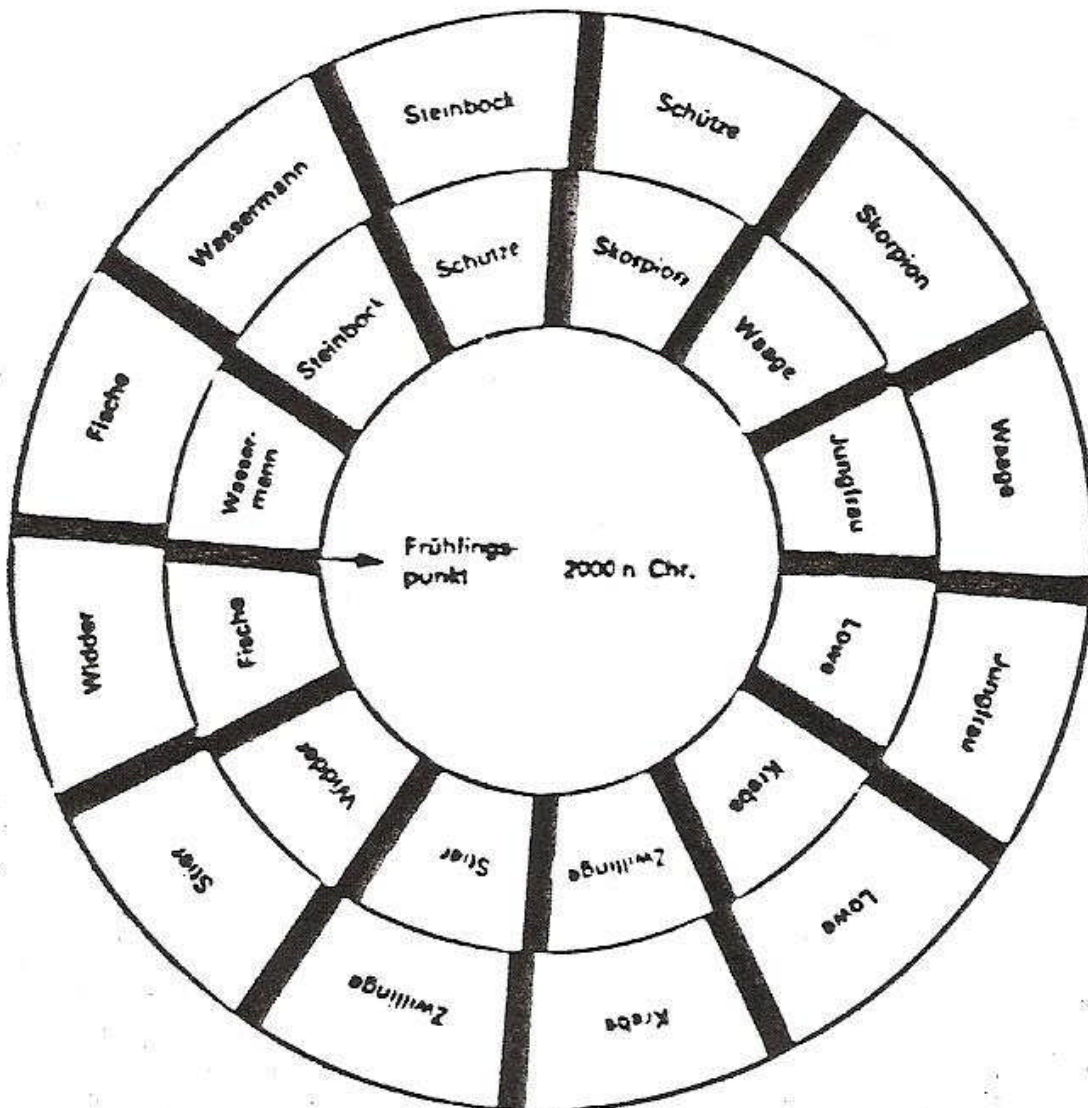 Steinbock
Schütze
Skorpion
Waage
Jungfrau
Löwe
Krebs
Zwillinge
Stier
Widder
Fische
Wassermann
Schütze
Skorpion
Waage
Jungfrau
Löwe
Krebs
Zwillinge
Stier
Widder
Fische
Wasser-
mann
Steinbock
Frühlings-
punkt
2000 n Chr.